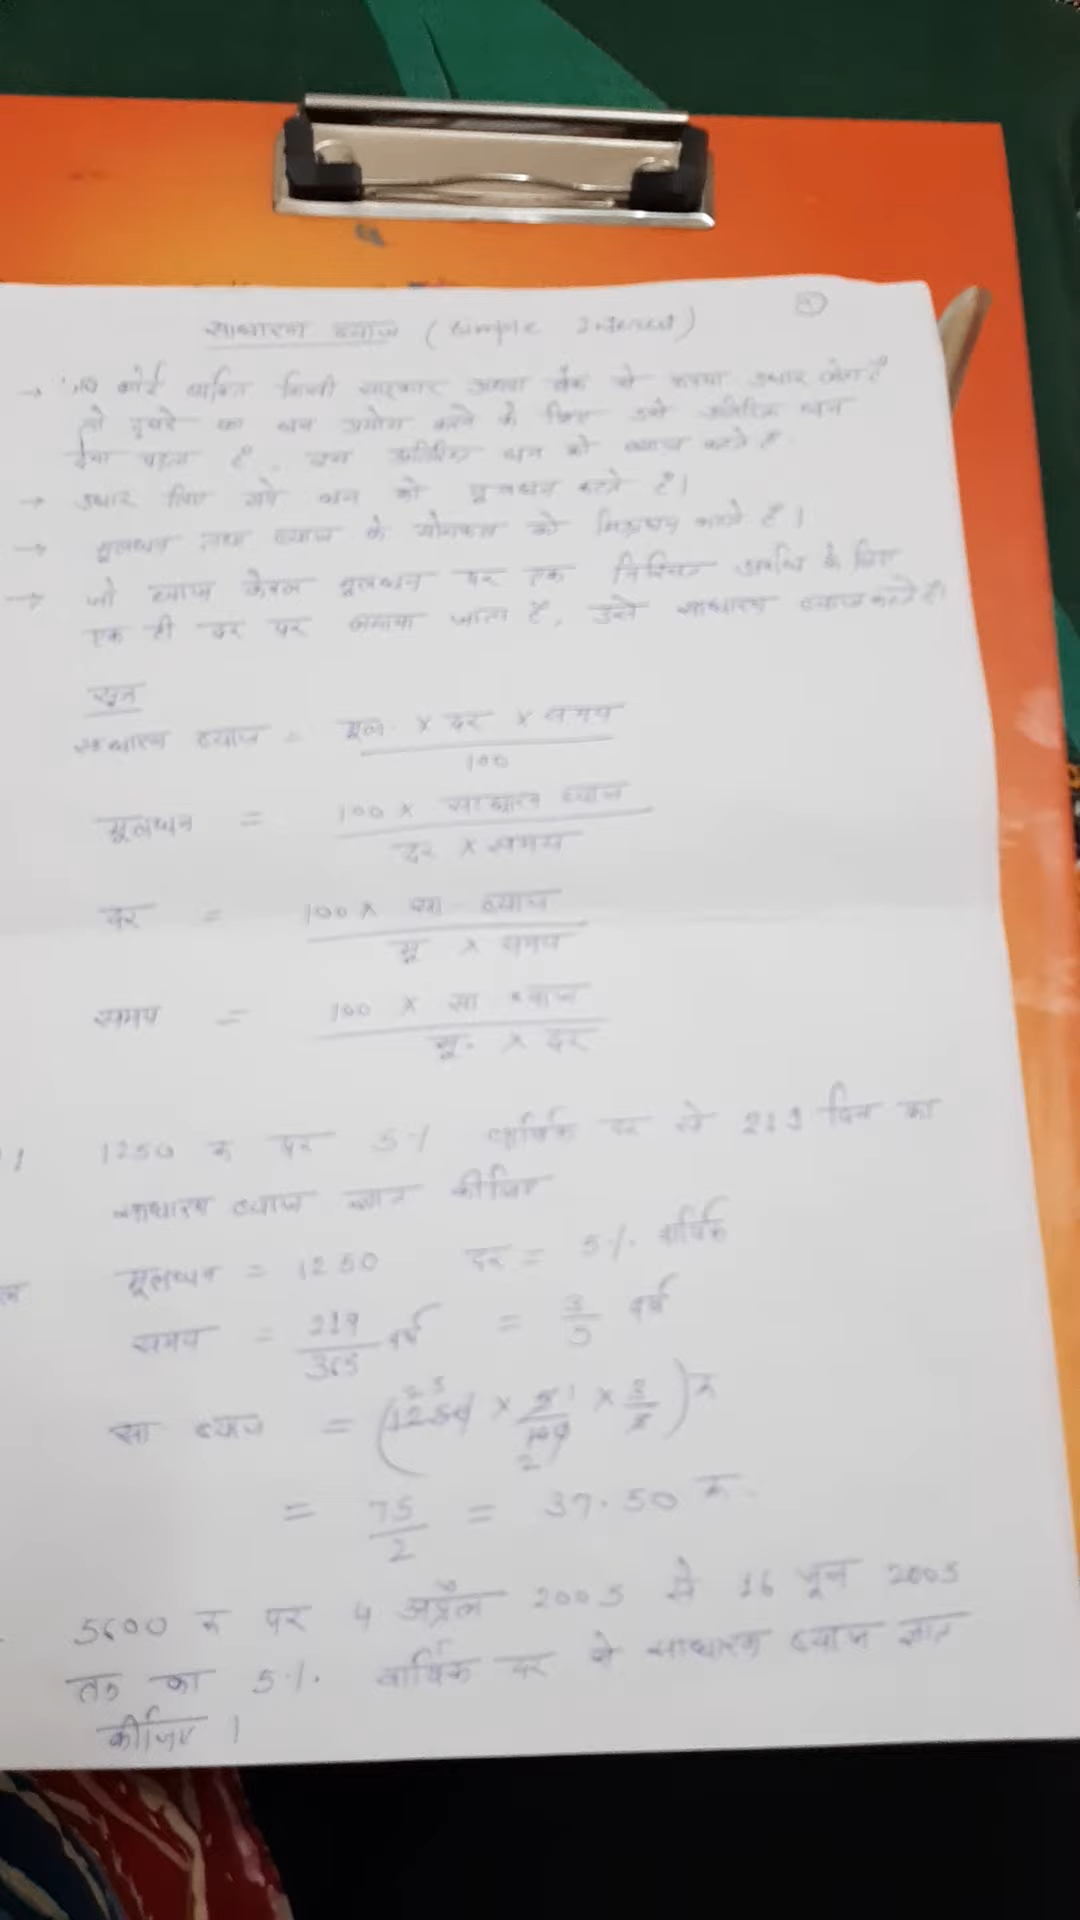 साधारण ब्याज (Simple Interest)
→ यदि कोई व्यक्ति किसी साहूकार अथवा बैंक से रुपया उधार लेता है
तो दूसरे का धन प्रयोग करने के लिए उसे अतिरिक्त धन
देना पड़ता है, इस अतिरिक्त धन को ब्याज कहते हैं
→ उधार लिए गये धन को मूलधन कहते हैं।
→ मूलधन तथा ब्याज के योगफल को मिश्रधन कहते हैं।
→ जो ब्याज केवल मूलधन पर एक निश्चित अवधि के लिए
एक ही दर पर लगाया जाता है, उसे साधारण ब्याज कहते हैं।
सूत्र
साधारण ब्याज = मूल. × दर × समय
100
मूलधन = 100 × साधारण ब्याज
दर × समय
दर = 100 × सा. ब्याज
मू × समय
समय = 100 × सा ब्याज
मू. × दर
1250 रु पर 5% वार्षिक दर से 219 दिन का
साधारण ब्याज ज्ञात कीजिए
मूलधन = 1250 दर = 5% वार्षिक
समय = 219/365 वर्ष = 3/5 वर्ष
सा ब्याज = (1250 × 5/100 × 3/5) रु
= 75/2 = 37.50 रु.
5600 रु पर 4 अप्रैल 2005 से 16 जून 2005
तक का 5%. वार्षिक दर से साधारण ब्याज ज्ञात
कीजिए।